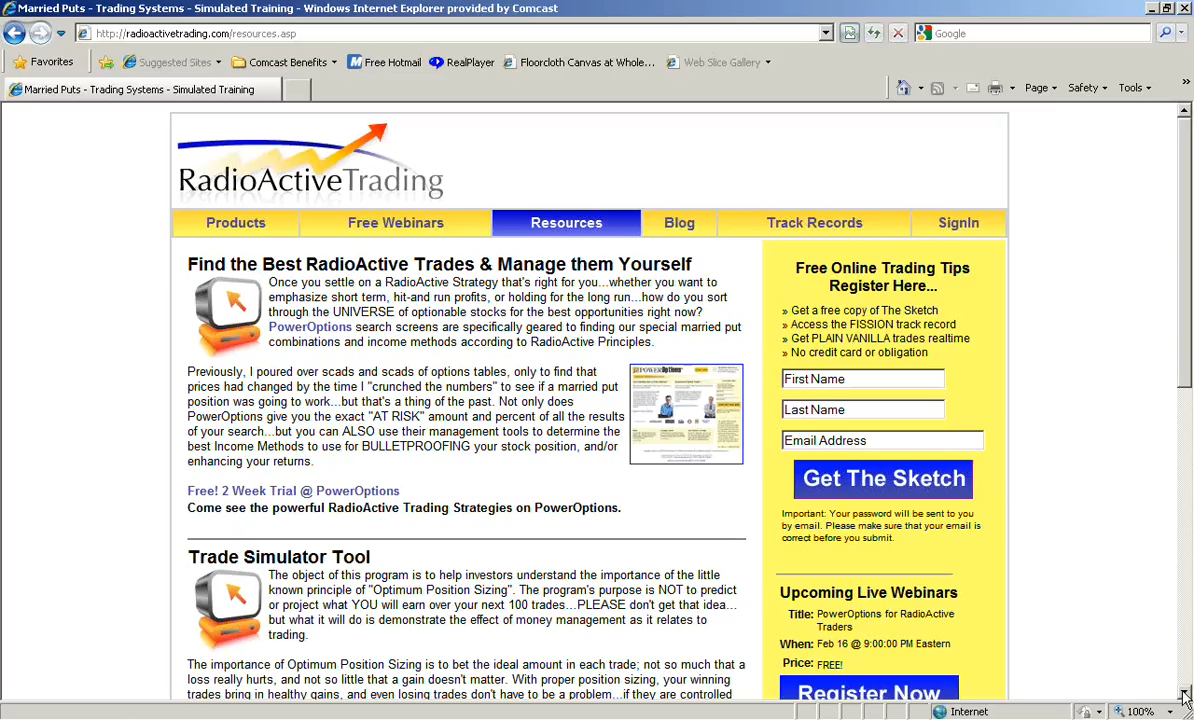 Married Puts - Trading Systems - Simulated Training - Windows Internet Explorer provided by Comcast
http://radioactivetrading.com/resources.asp
Google
Favorites
Suggested Sites
Comcast Benefits
Free Hotmail
RealPlayer
Floorcloth Canvas at Whole...
Web Slice Gallery
Married Puts - Trading Systems - Simulated Training
Page
Safety
Tools
RadioActiveTrading
Products
Free Webinars
Resources
Blog
Track Records
SignIn
Find the Best RadioActive Trades & Manage them Yourself
Once you settle on a RadioActive Strategy that's right for you...whether you want to
emphasize short term, hit-and run profits, or holding for the long run...how do you sort
through the UNIVERSE of optionable stocks for the best opportunities right now?
PowerOptions search screens are specifically geared to finding our special married put
combinations and income methods according to RadioActive Principles.
Previously, I poured over scads and scads of options tables, only to find that
prices had changed by the time I "crunched the numbers" to see if a married put
position was going to work...but that's a thing of the past. Not only does
PowerOptions give you the exact "AT RISK" amount and percent of all the results
of your search...but you can ALSO use their management tools to determine the
best Income Methods to use for BULLETPROOFING your stock position, and/or
enhancing your returns.
POWEROptions
Free! 2 Week Trial @ PowerOptions
Come see the powerful RadioActive Trading Strategies on PowerOptions.
Trade Simulator Tool
The object of this program is to help investors understand the importance of the little
known principle of "Optimum Position Sizing". The program's purpose is NOT to predict
or project what YOU will earn over your next 100 trades...PLEASE don't get that idea...
but what it will do is demonstrate the effect of money management as it relates to
trading.
The importance of Optimum Position Sizing is to bet the ideal amount in each trade; not so much that a
loss really hurts, and not so little that a gain doesn't matter. With proper position sizing, your winning
trades bring in healthy gains, and even losing trades don't have to be a problem...if they are controlled
Free Online Trading Tips
Register Here...
» Get a free copy of The Sketch
» Access the FISSION track record
» Get PLAIN VANILLA trades realtime
» No credit card or obligation
First Name
Last Name
Email Address
Get The Sketch
Important: Your password will be sent to you
by email. Please make sure that your email is
correct before you submit.
Upcoming Live Webinars
Title: PowerOptions for RadioActive
Traders
When: Feb 16 @ 9:00:00 PM Eastern
Price: FREE!
Register Now
Internet
100%